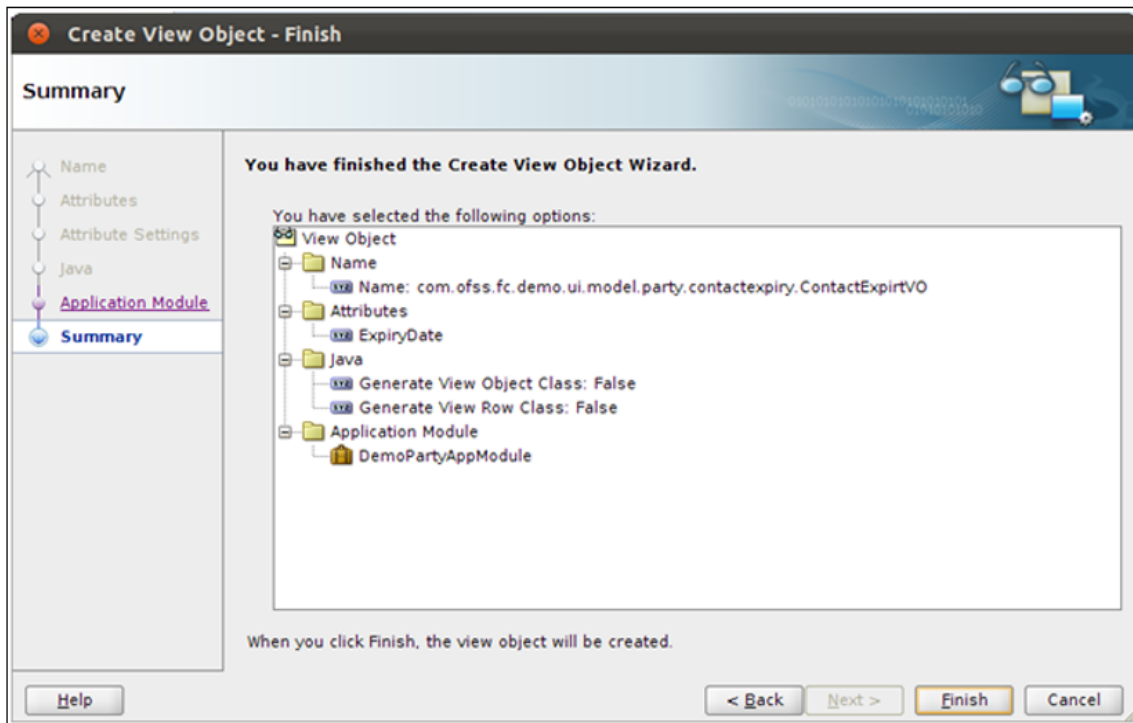 Create View Object - Finish
Summary
Name
Attributes
Attribute Settings
Java
Application Module
Summary
You have finished the Create View Object Wizard.
You have selected the following options:
View Object
Name
Name: com.ofss.fc.demo.ui.model.party.contactexpiry.ContactExpirtVO
Attributes
ExpiryDate
Java
Generate View Object Class: False
Generate View Row Class: False
Application Module
DemoPartyAppModule
When you click Finish, the view object will be created.
Help
< Back
Next >
Finish
Cancel